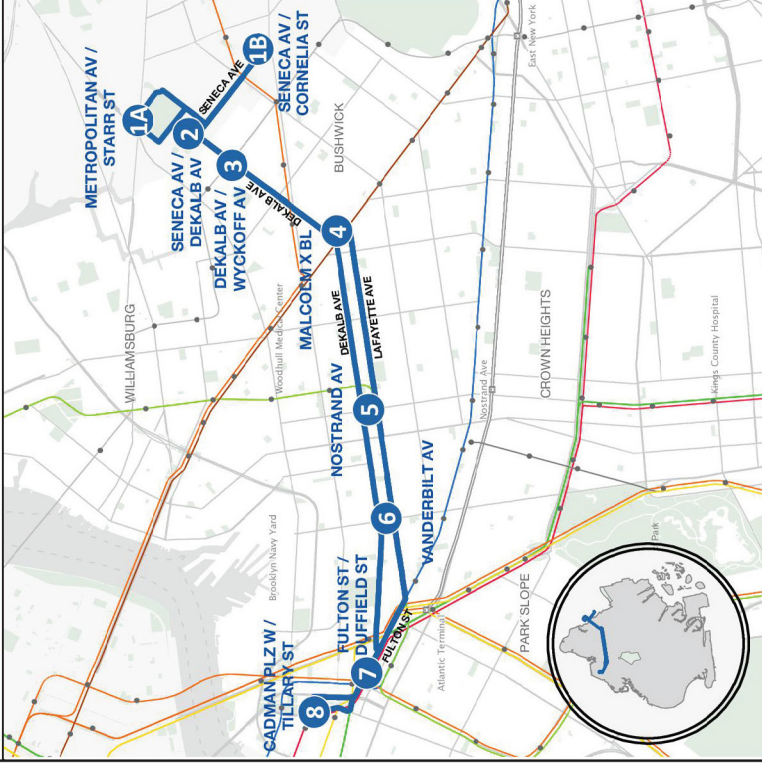 METROPOLITAN AV /
STARR ST
1A
SENECA AVE
1B
SENECA AV /
CORNELIA ST
2
SENECA AV /
DEKALB AV
3
DEKALB AV /
WYCKOFF AV
DEKALB AVE
BUSHWICK
East New York
4
MALCOLM X BL
DEKALB AVE
LAFAYETTE AVE
WILLIAMSBURG
Woodhull Medical Center
NOSTRAND AV
5
Nostrand Ave
CROWN HEIGHTS
Kings County Hospital
6
VANDERBILT AV
Brooklyn Navy Yard
FULTON ST /
DUFFIELD ST
7
FULTON ST
CADMAN PLZ W /
TILLARY ST
8
Atlantic Terminal
PARK SLOPE
Park